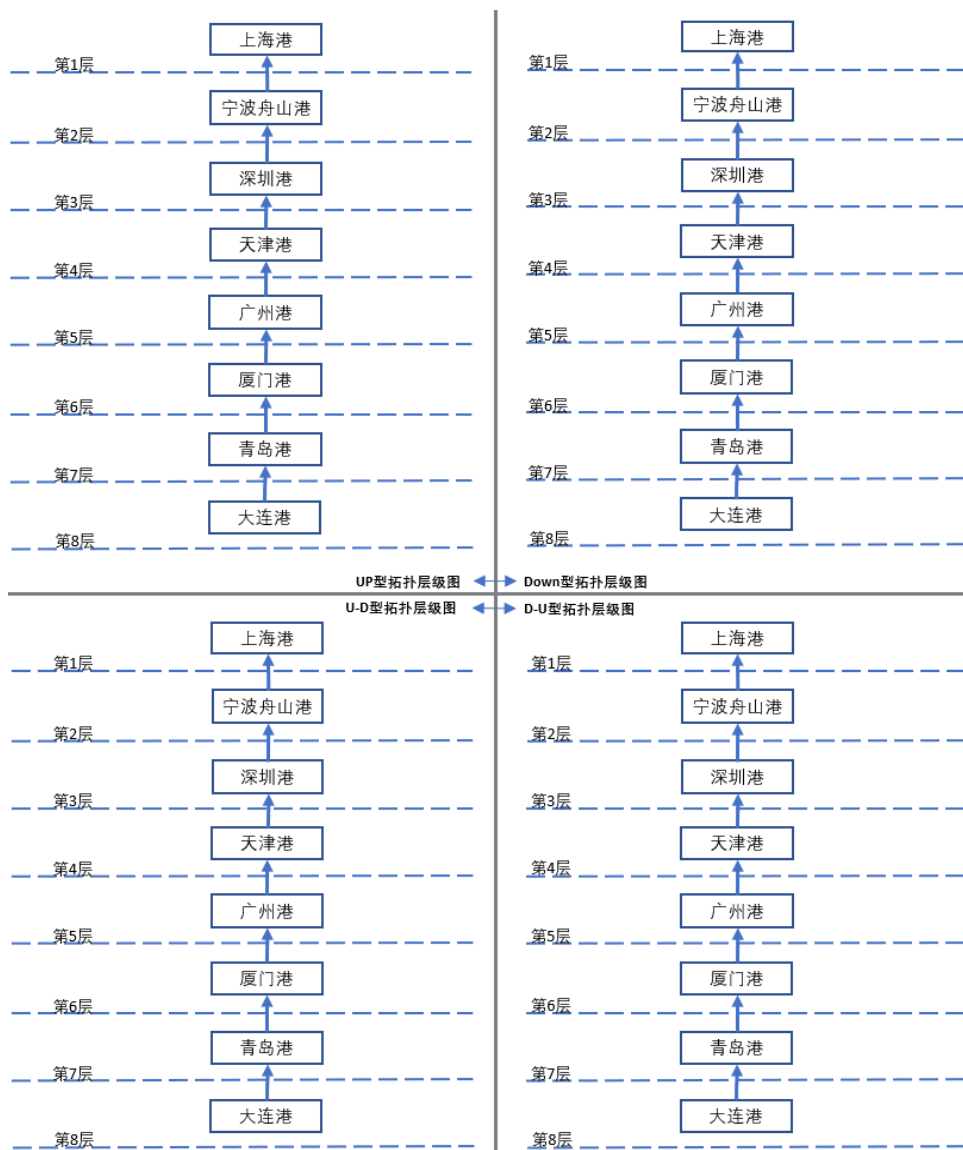 上海港
第1层
宁波舟山港
第2层
深圳港
第3层
天津港
第4层
广州港
第5层
厦门港
第6层
青岛港
第7层
大连港
第8层
UP型拓扑层级图
上海港
第1层
宁波舟山港
第2层
深圳港
第3层
天津港
第4层
广州港
第5层
厦门港
第6层
青岛港
第7层
大连港
第8层
Down型拓扑层级图
U-D型拓扑层级图
上海港
第1层
宁波舟山港
第2层
深圳港
第3层
天津港
第4层
广州港
第5层
厦门港
第6层
青岛港
第7层
大连港
第8层
D-U型拓扑层级图
上海港
第1层
宁波舟山港
第2层
深圳港
第3层
天津港
第4层
广州港
第5层
厦门港
第6层
青岛港
第7层
大连港
第8层